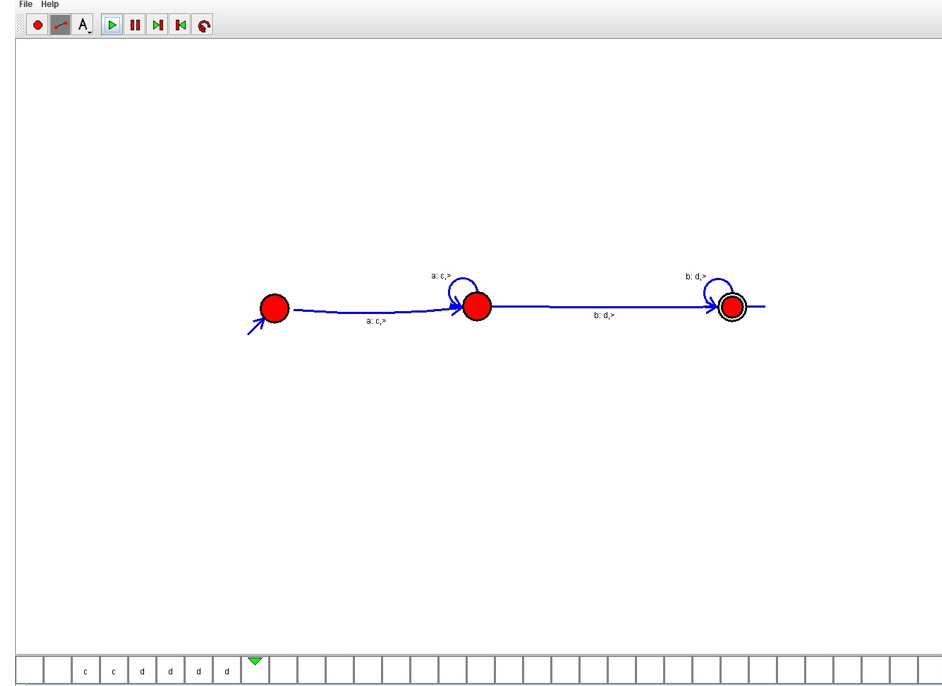 File Help
A
a: c,>
b: d,>
a: c,>
b: d,>
c c d d d d